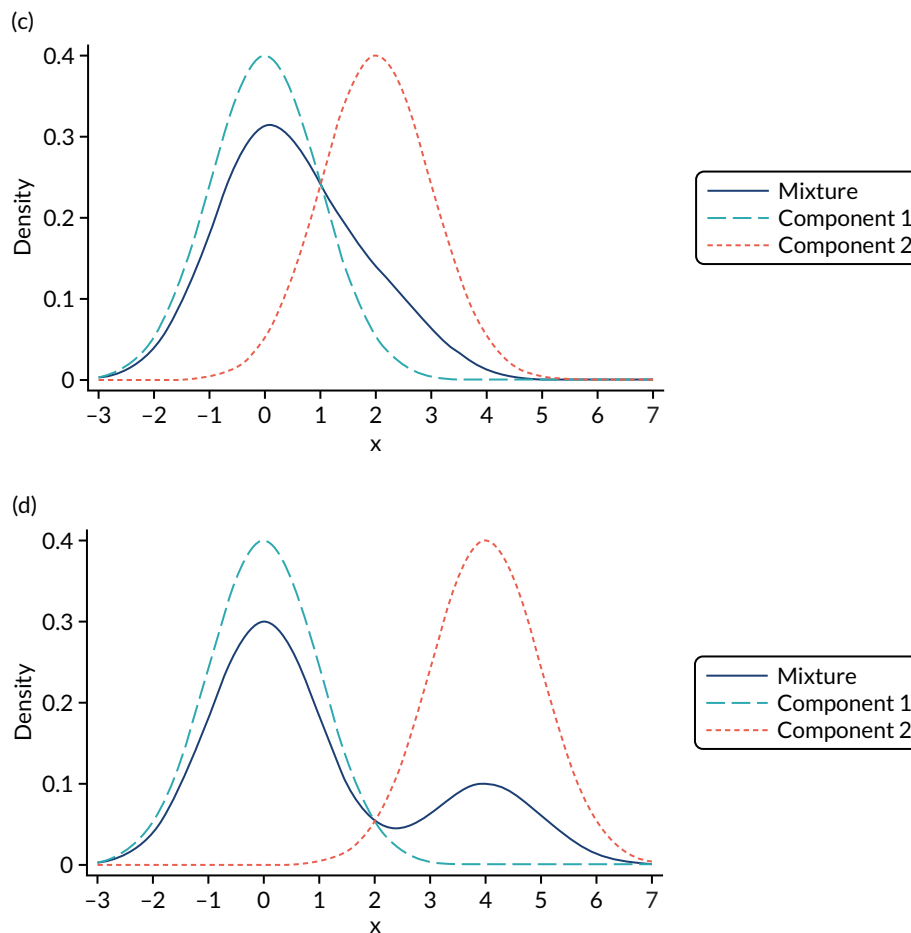 (c)
0.4
0.3
0.2
0.1
0
Density
–3 –2 –1 0 1 2 3 4 5 6 7
x
Mixture
Component 1
Component 2
(d)
0.4
0.3
0.2
0.1
0
Density
–3 –2 –1 0 1 2 3 4 5 6 7
x
Mixture
Component 1
Component 2